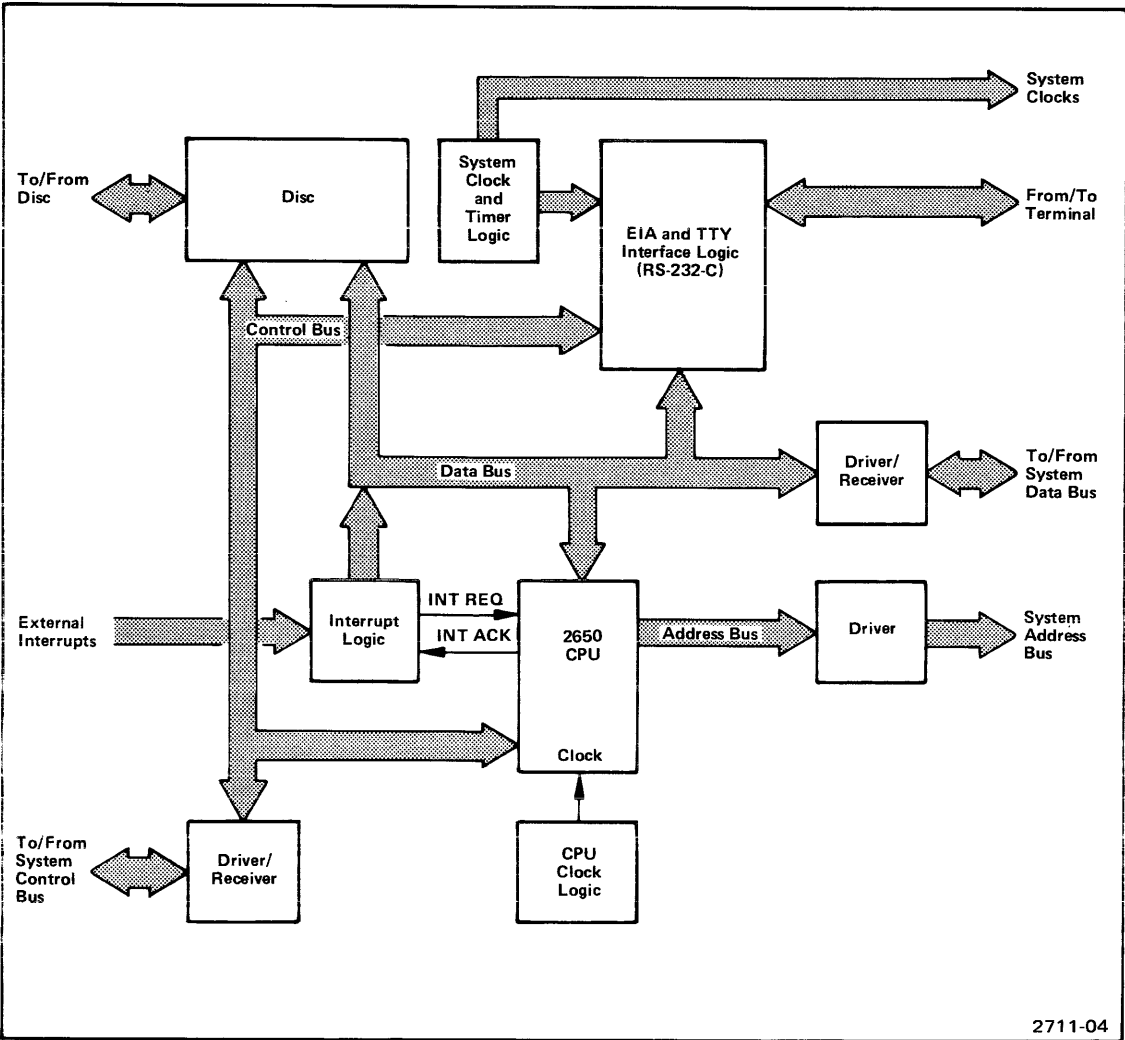 System
Clocks
To/From
Disc
Disc
System
Clock
and
Timer
Logic
EIA and TTY
Interface Logic
(RS-232-C)
From/To
Terminal
Control Bus
Data Bus
Driver/
Receiver
To/From
System
Data Bus
External
Interrupts
Interrupt
Logic
INT REQ
INT ACK
2650
CPU
Clock
Address Bus
Driver
System
Address
Bus
To/From
System
Control
Bus
Driver/
Receiver
CPU
Clock
Logic
2711-04